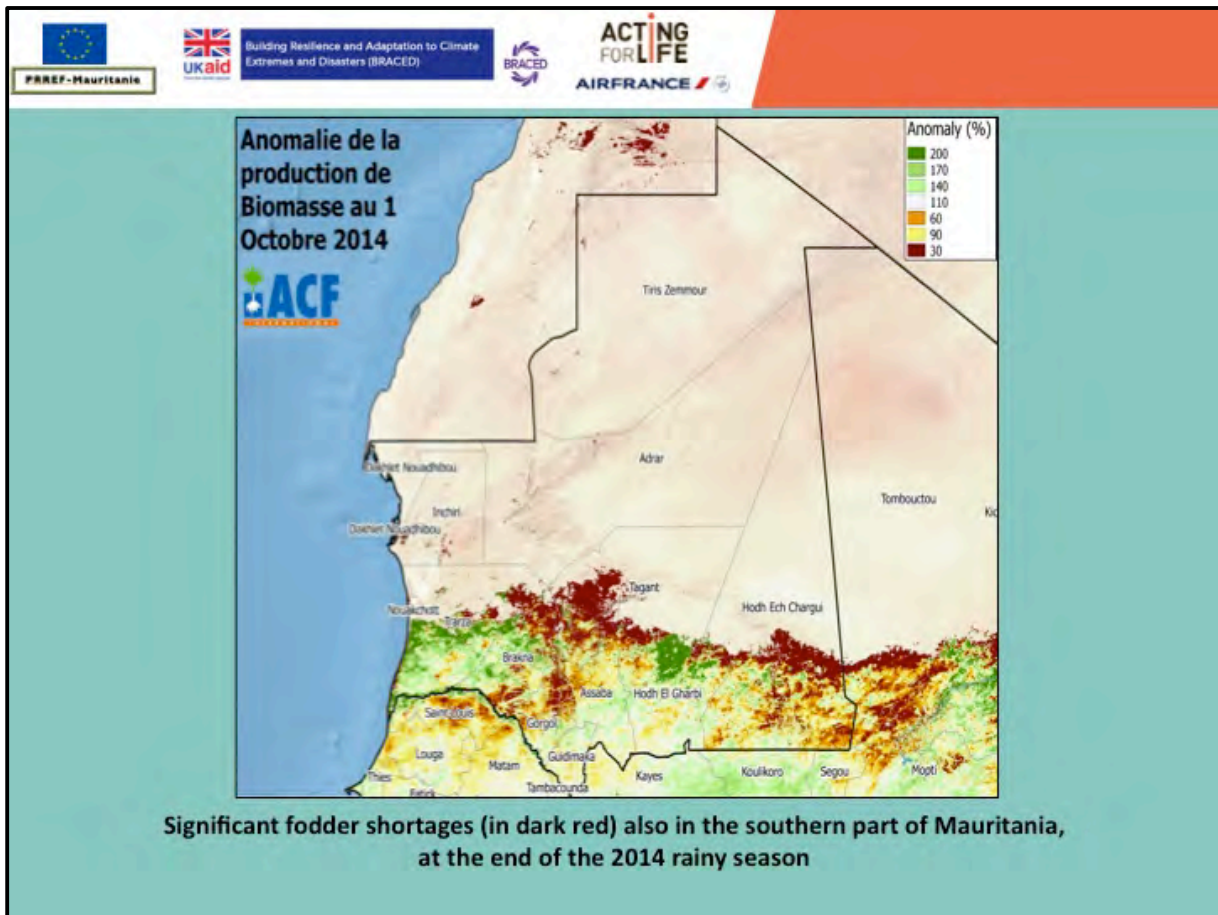 PRREF-Mauritanie
UKaid
Building Resilience and Adaptation to Climate
Extremes and Disasters (BRACED)
BRACED
ACTING
FOR LIFE
AIRFRANCE
Anomalie de la
production de
Biomasse au 1
Octobre 2014
ACF
INTERNATIONAL
Anomaly (%)
200
170
140
110
60
90
30
Tiris Zemmour
Dakhlet Nouadhibou
Adrar
Tombouctou
Inchiri
Dakhlet Nouadhibou
Tagant
Nouakchott
Hodh Ech Chargui
Trarza
Brakna
Assaba
Hodh El Gharbi
Saint-Louis
Gorgol
Louga
Guidimaka
Matam
Thies
Kayes
Koulikoro
Segou
Mopti
Tambacounda
Significant fodder shortages (in dark red) also in the southern part of Mauritania,
at the end of the 2014 rainy season